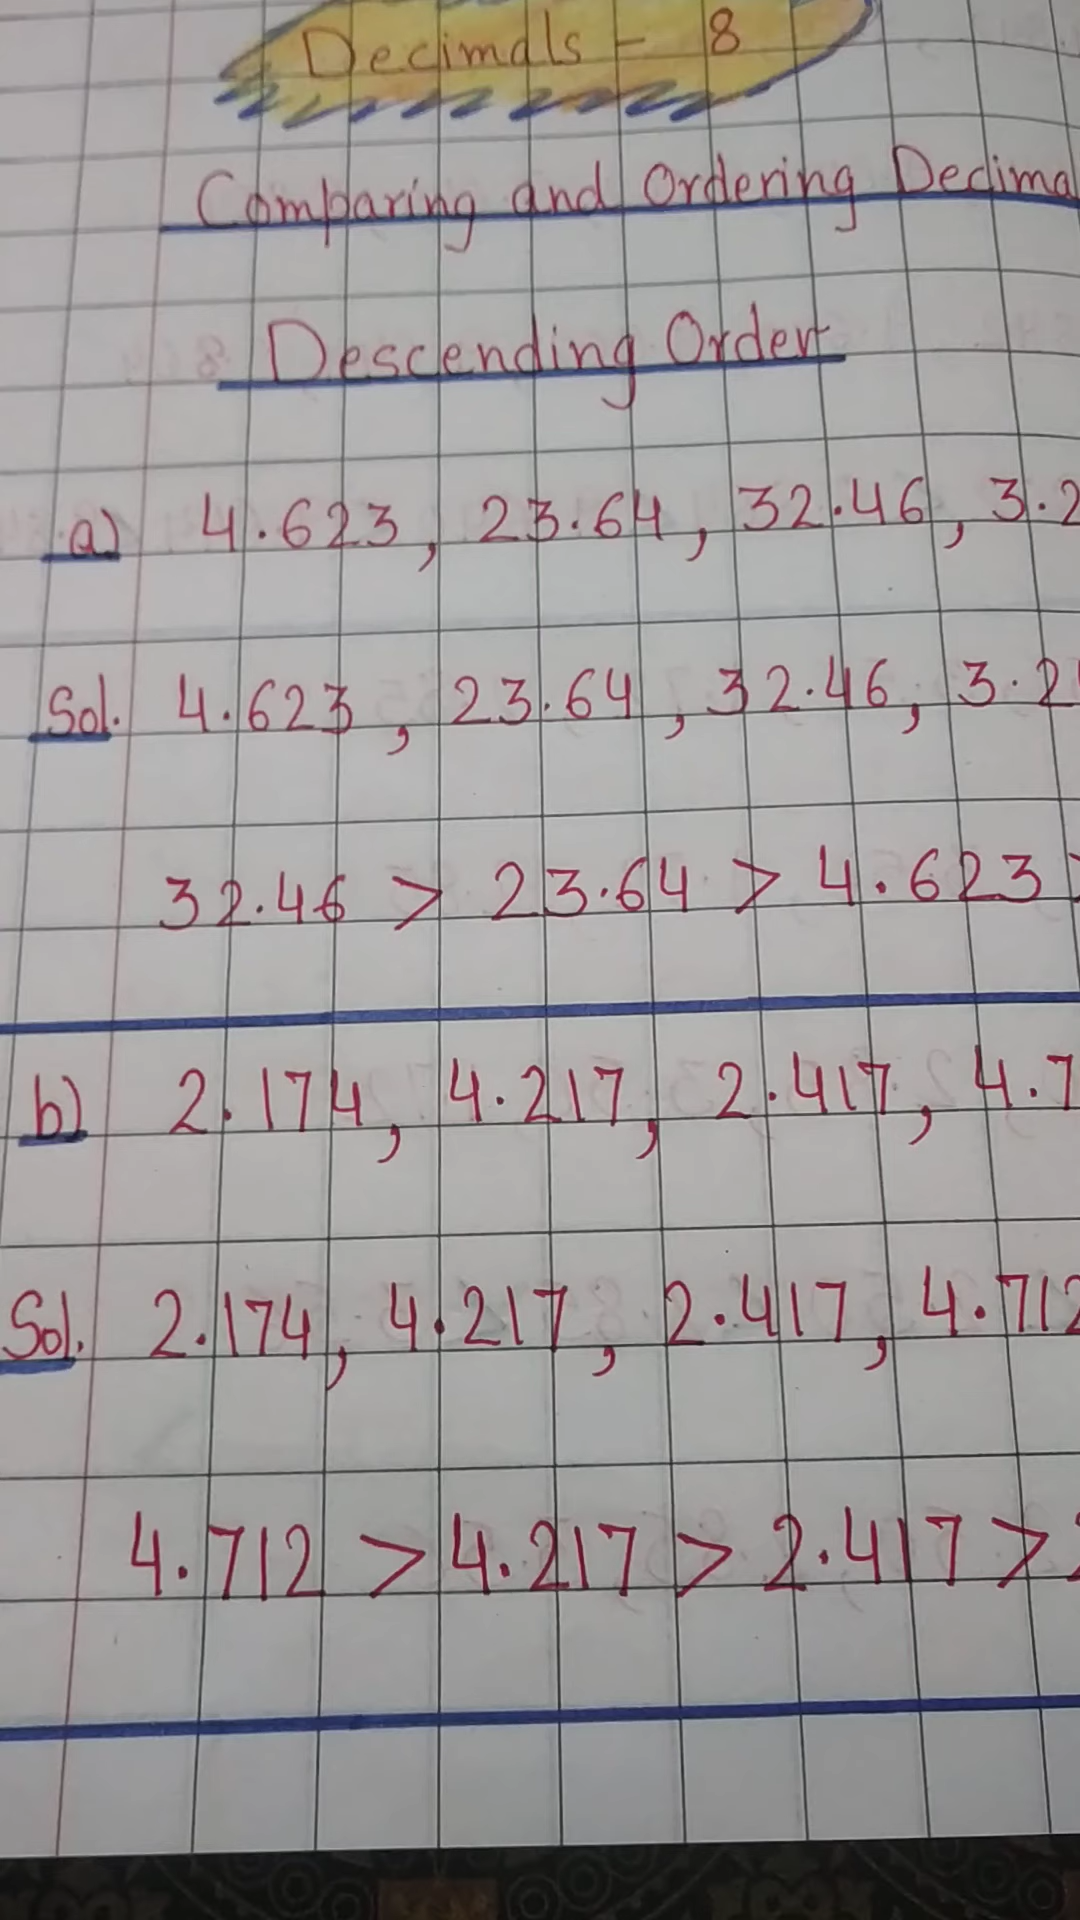 Decimals - 8
Comparing and Ordering Decima
Descending Order
a) 4.623, 23.64, 32.46, 3.2
Sol. 4.623, 23.64, 32.46, 3.2
32.46 > 23.64 > 4.623 >
b) 2.174, 4.217, 2.417, 4.7
Sol. 2.174, 4.217, 2.417, 4.712
4.712 > 4.217 > 2.417 >